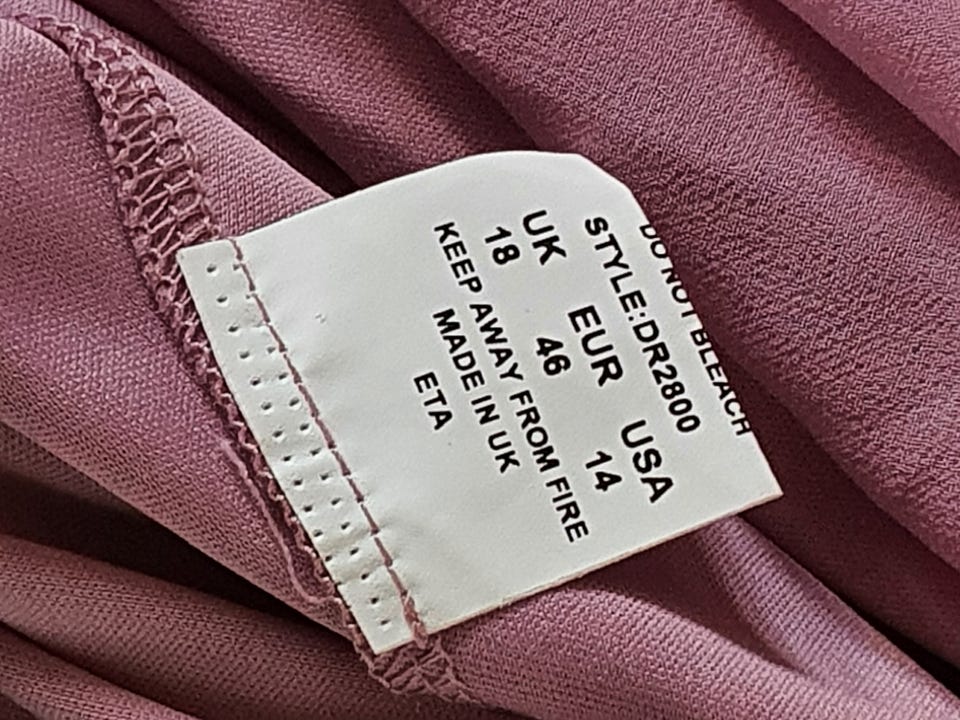 DO NOT BLEACH
STYLE:DR2800
UK EUR USA
18 46 14
KEEP AWAY FROM FIRE
MADE IN UK
ETA